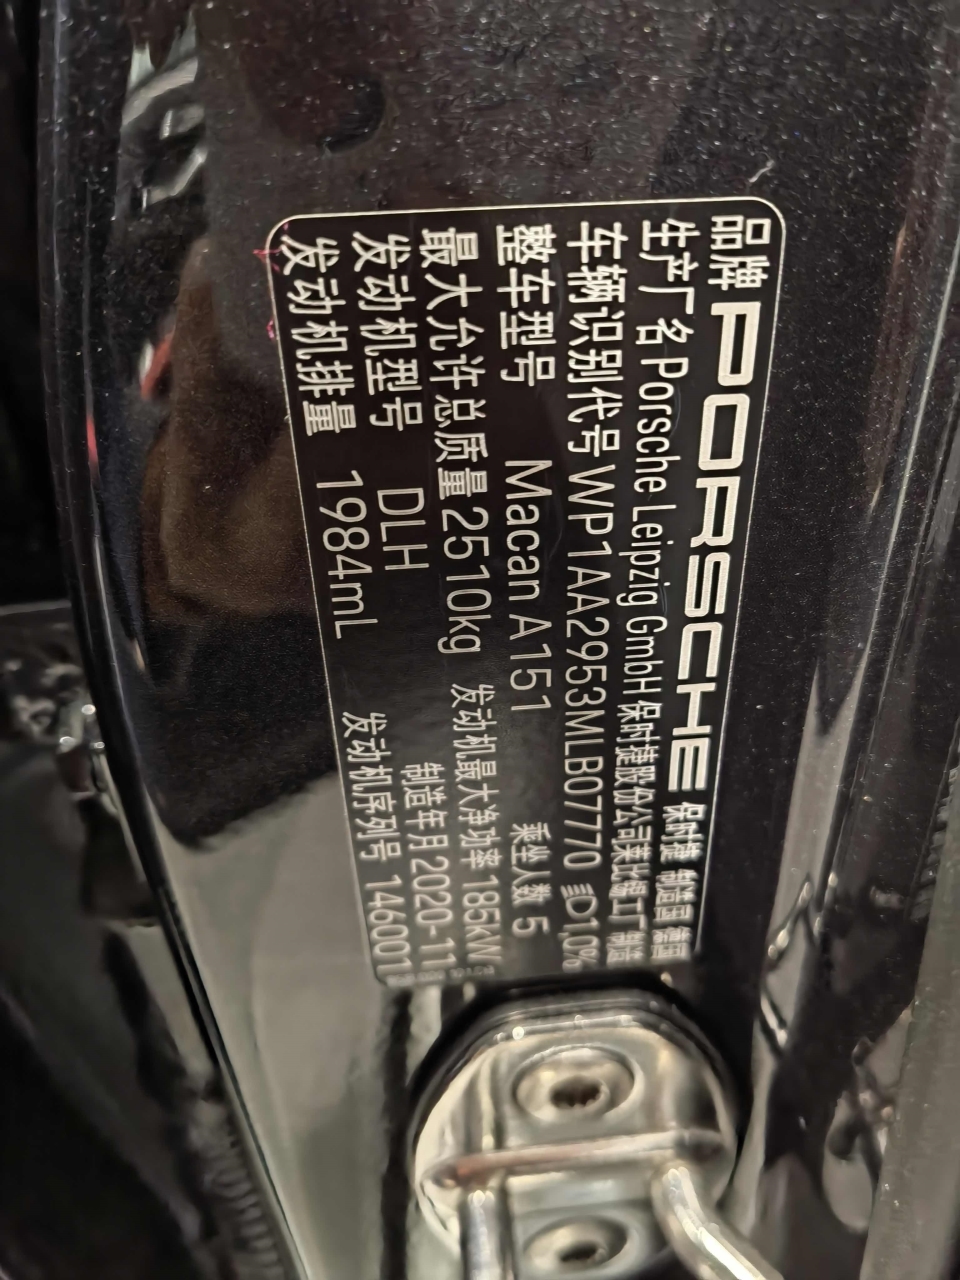 品牌 PORSCHE 保时捷 制造国 德国
生产厂名 Porsche Leipzig GmbH 保时捷股份公司莱比锡工厂 制造
车辆识别代号 WP1AA2953MLB07770 1,0%
整车型号 Macan A151 乘坐人数 5
最大允许总质量 2510kg 发动机最大净功率 185kW
发动机型号 DLH 制造年月 2020-11
发动机排量 1984mL 发动机序列号 146001